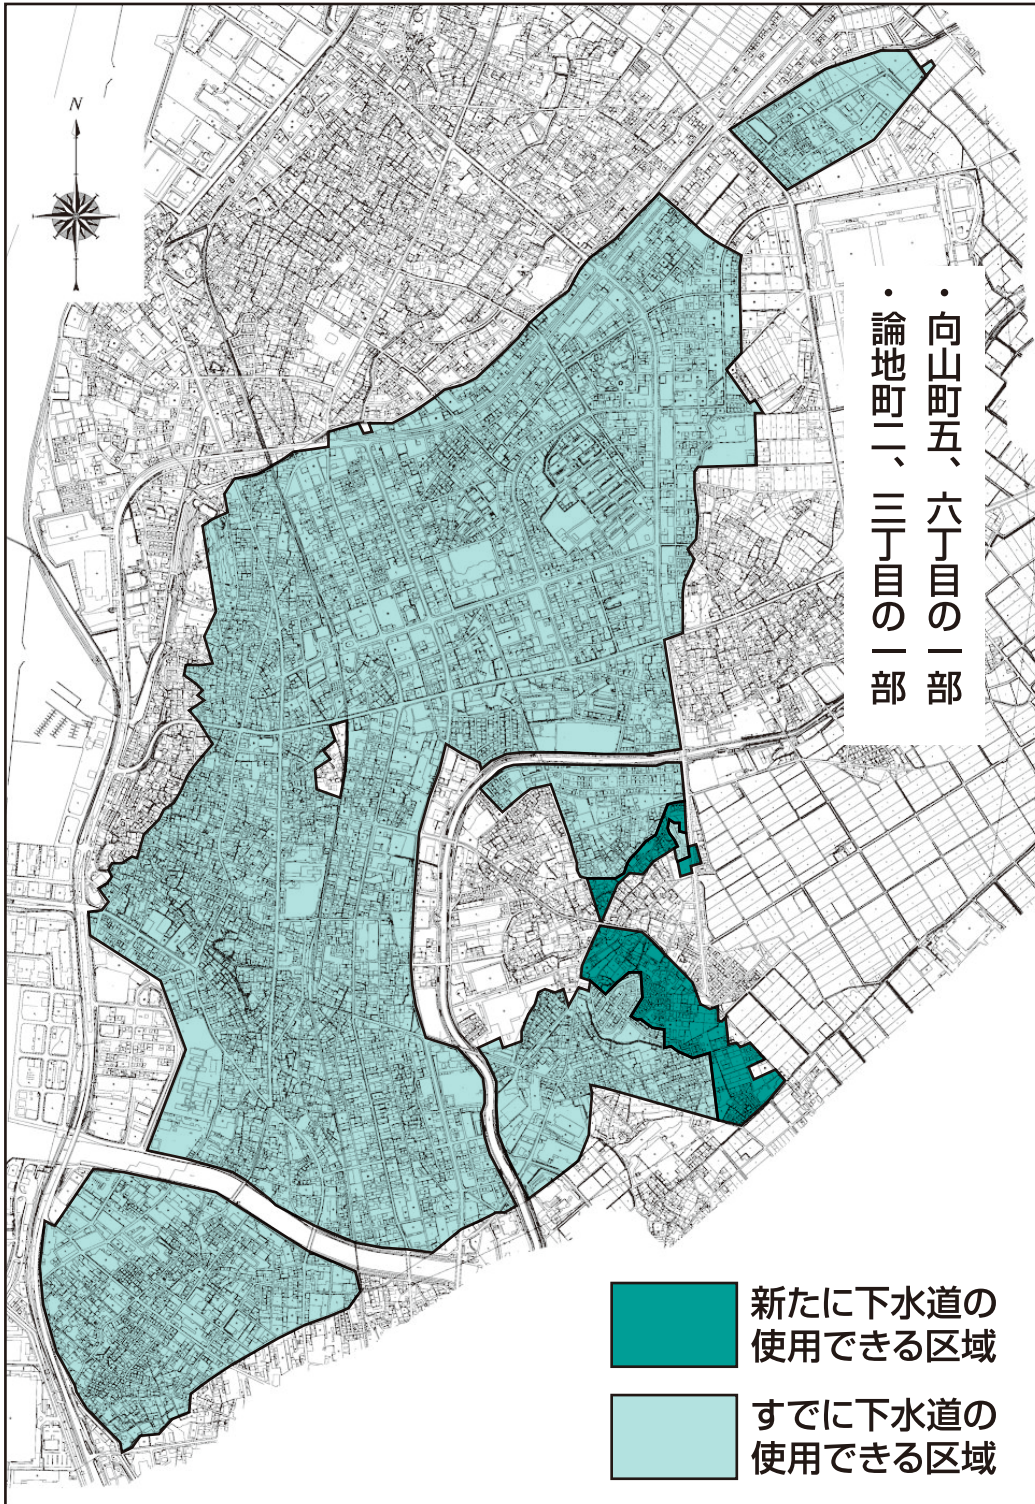 N
・向山町五、六丁目の一部
・論地町二、三丁目の一部
新たに下水道の
使用できる区域
すでに下水道の
使用できる区域